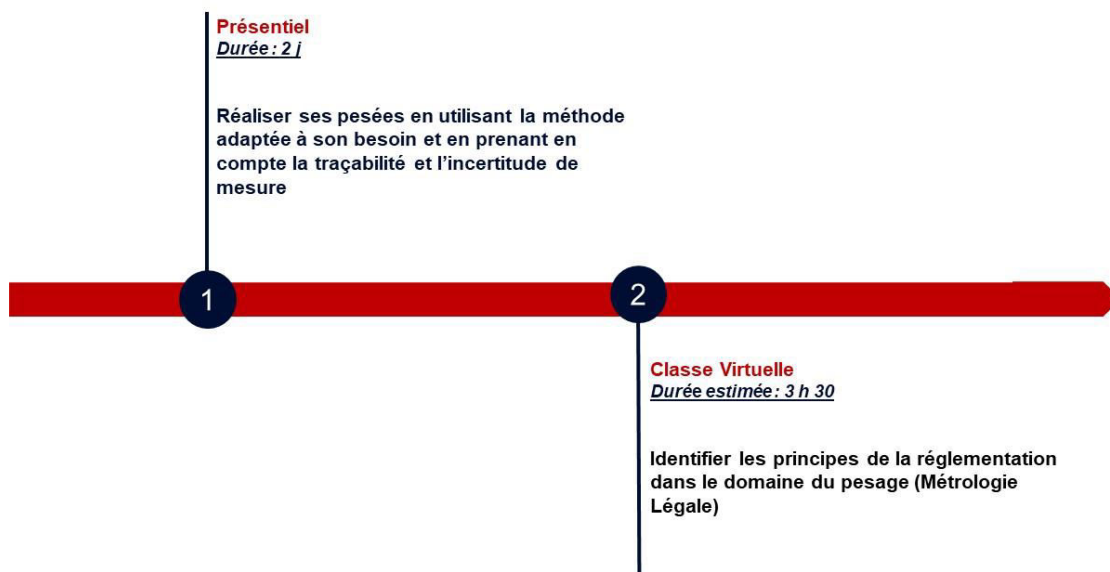 Présentiel
Durée : 2 j
Réaliser ses pesées en utilisant la méthode
adaptée à son besoin et en prenant en
compte la traçabilité et l’incertitude de
mesure
1
2
Classe Virtuelle
Durée estimée : 3 h 30
Identifier les principes de la réglementation
dans le domaine du pesage (Métrologie
Légale)